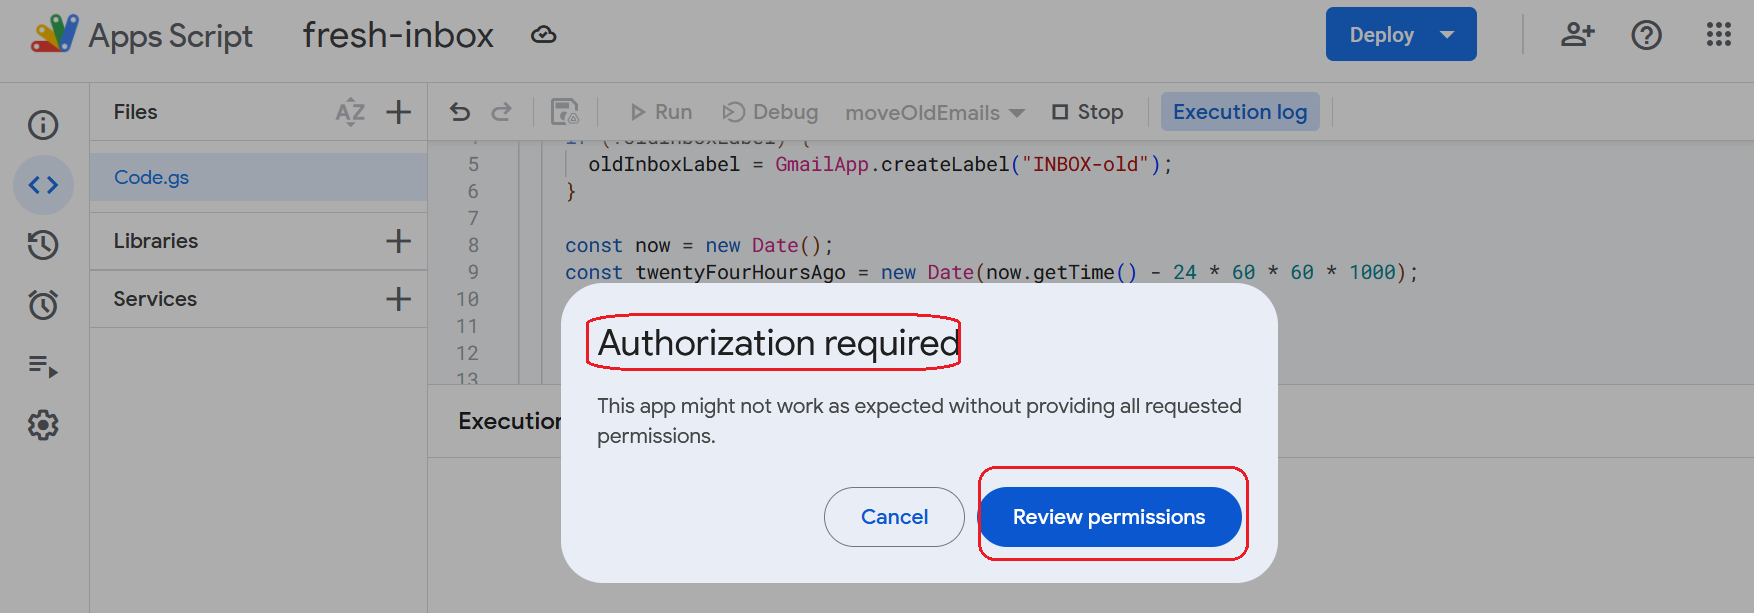 Apps Script fresh-inbox Deploy
Files AZ Run Debug moveOldEmails Stop Execution log
Code.gs
Libraries
Services
5 oldInboxLabel = GmailApp.createLabel("INBOX-old");
6 }
7
8 const now = new Date();
9 const twentyFourHoursAgo = new Date(now.getTime() - 24 * 60 * 60 * 1000);
10
11
12
13
Execution
Authorization required
This app might not work as expected without providing all requested
permissions.
Cancel Review permissions